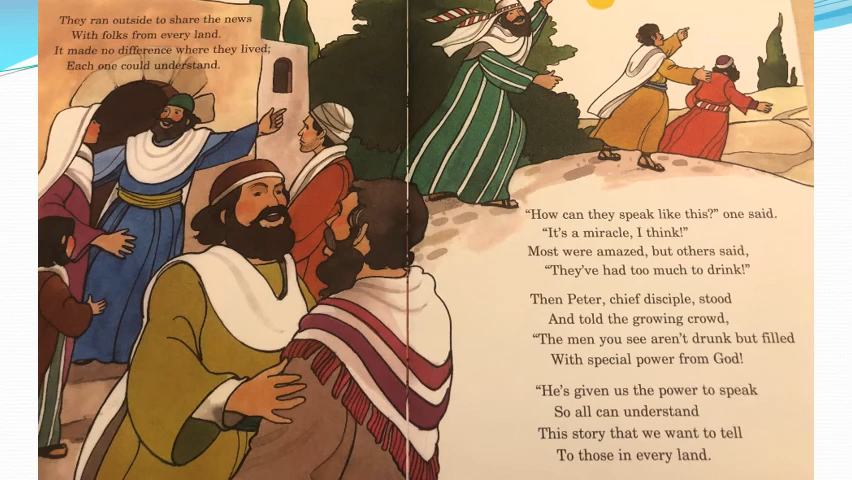 They ran outside to share the news
With folks from every land.
It made no difference where they lived;
Each one could understand.
“How can they speak like this?” one said.
“It’s a miracle, I think!”
Most were amazed, but others said,
“They’ve had too much to drink!”
Then Peter, chief disciple, stood
And told the growing crowd,
“The men you see aren’t drunk but filled
With special power from God!
“He’s given us the power to speak
So all can understand
This story that we want to tell
To those in every land.